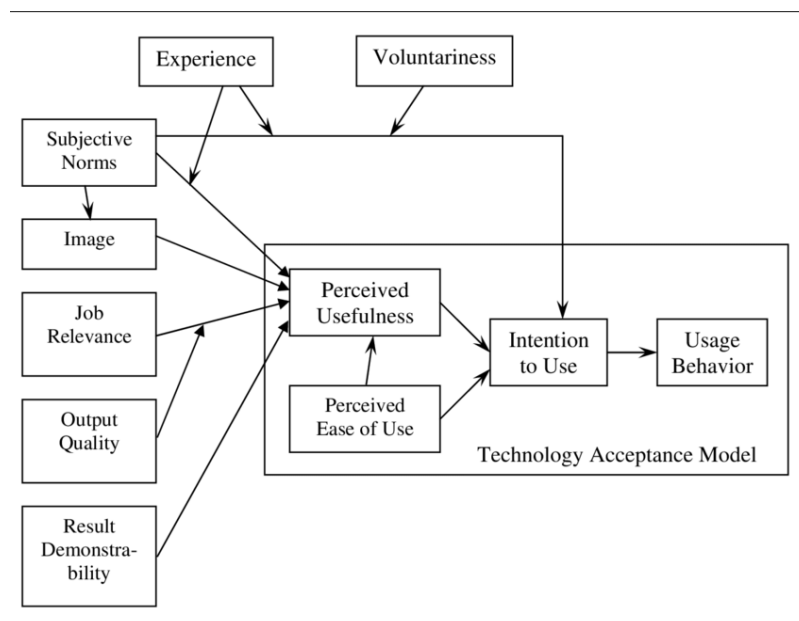 Experience
Voluntariness
Subjective
Norms
Image
Job
Relevance
Output
Quality
Result
Demonstra-
bility
Perceived
Usefulness
Perceived
Ease of Use
Intention
to Use
Usage
Behavior
Technology Acceptance Model